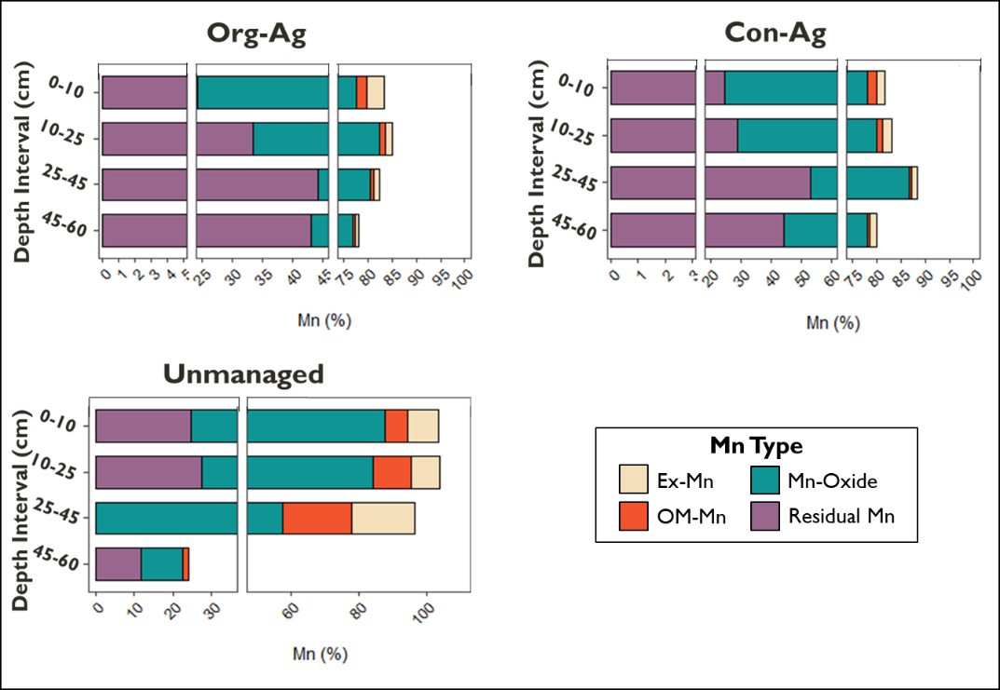 Org-Ag
Depth Interval (cm)
0-10
10-25
25-45
45-60
0 1 2 3 4 25 30 35 40 45 75 80 85 90 95 100
Mn (%)
Con-Ag
Depth Interval (cm)
0-10
10-25
25-45
45-60
0 1 2 3 20 30 40 50 60 75 80 85 90 95 100
Mn (%)
Unmanaged
Depth Interval (cm)
0-10
10-25
25-45
45-60
0 10 20 30 60 80 100
Mn (%)
Mn Type
Ex-Mn Mn-Oxide
OM-Mn Residual Mn